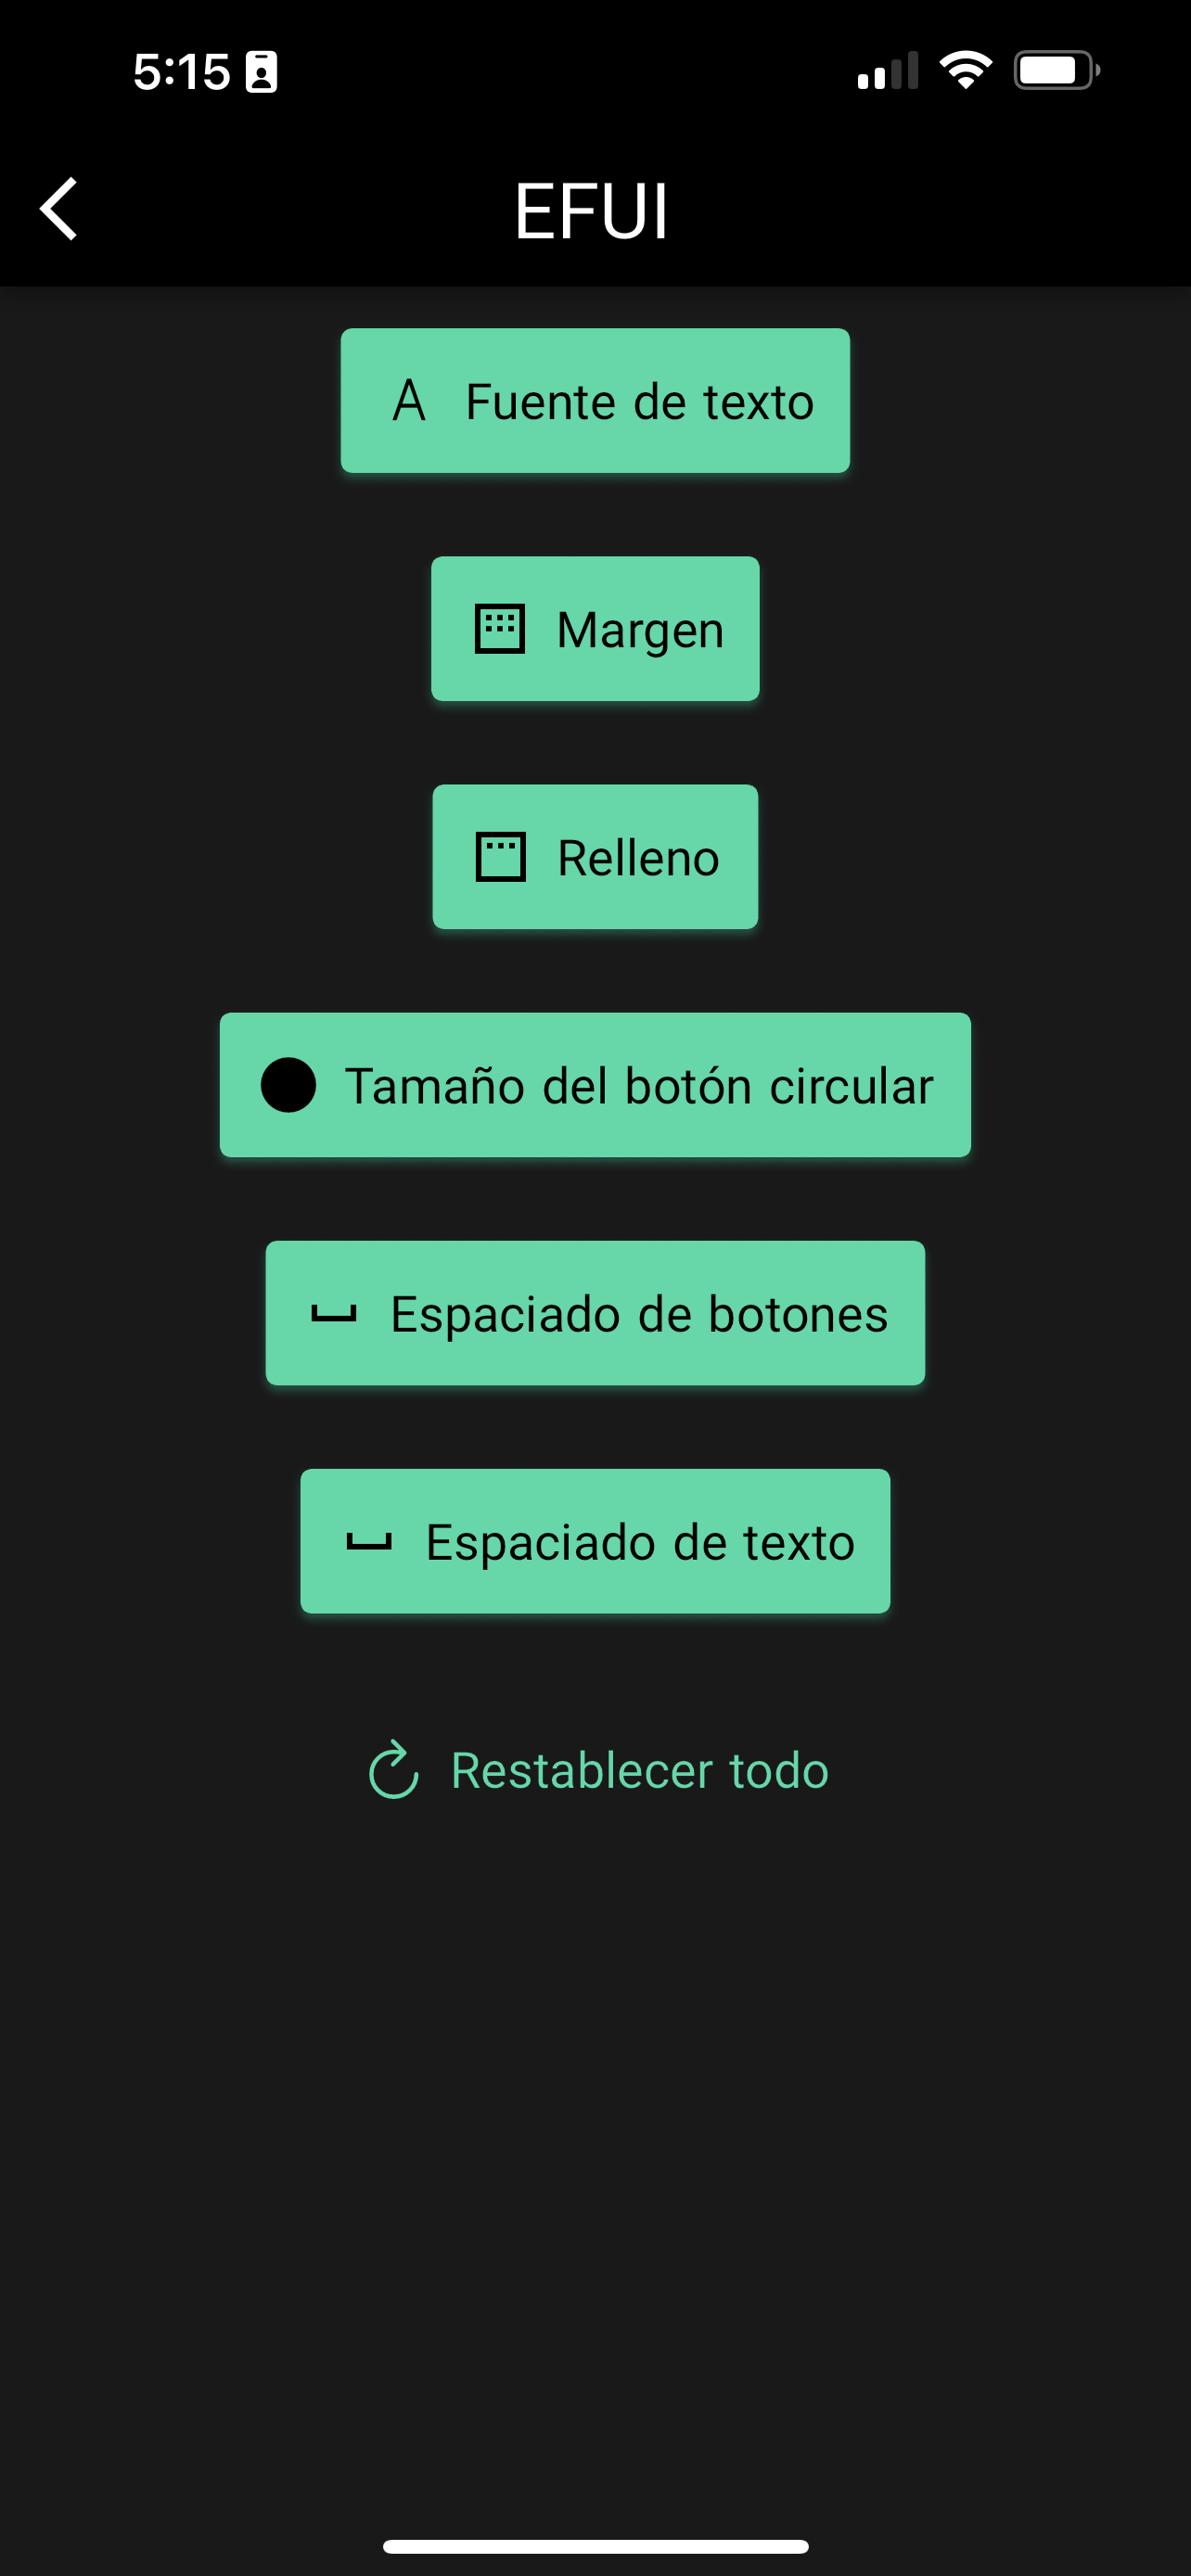 5:15
EFUI
A Fuente de texto
Margen
Relleno
Tamaño del botón circular
Espaciado de botones
Espaciado de texto
Restablecer todo